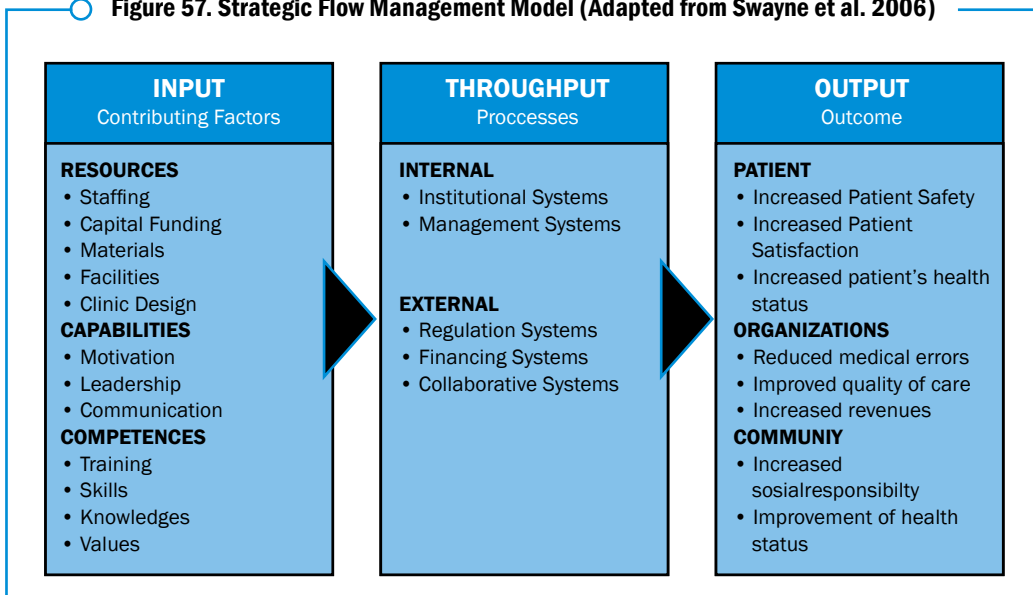 Figure 57. Strategic Flow Management Model (Adapted from Swayne et al. 2006)
INPUT
Contributing Factors
RESOURCES
• Staffing
• Capital Funding
• Materials
• Facilities
• Clinic Design
CAPABILITIES
• Motivation
• Leadership
• Communication
COMPETENCES
• Training
• Skills
• Knowledges
• Values
THROUGHPUT
Proccesses
INTERNAL
• Institutional Systems
• Management Systems
EXTERNAL
• Regulation Systems
• Financing Systems
• Collaborative Systems
OUTPUT
Outcome
PATIENT
• Increased Patient Safety
• Increased Patient
Satisfaction
• Increased patient's health
status
ORGANIZATIONS
• Reduced medical errors
• Improved quality of care
• Increased revenues
COMMUNIY
• Increased
sosialresponsibilty
• Improvement of health
status